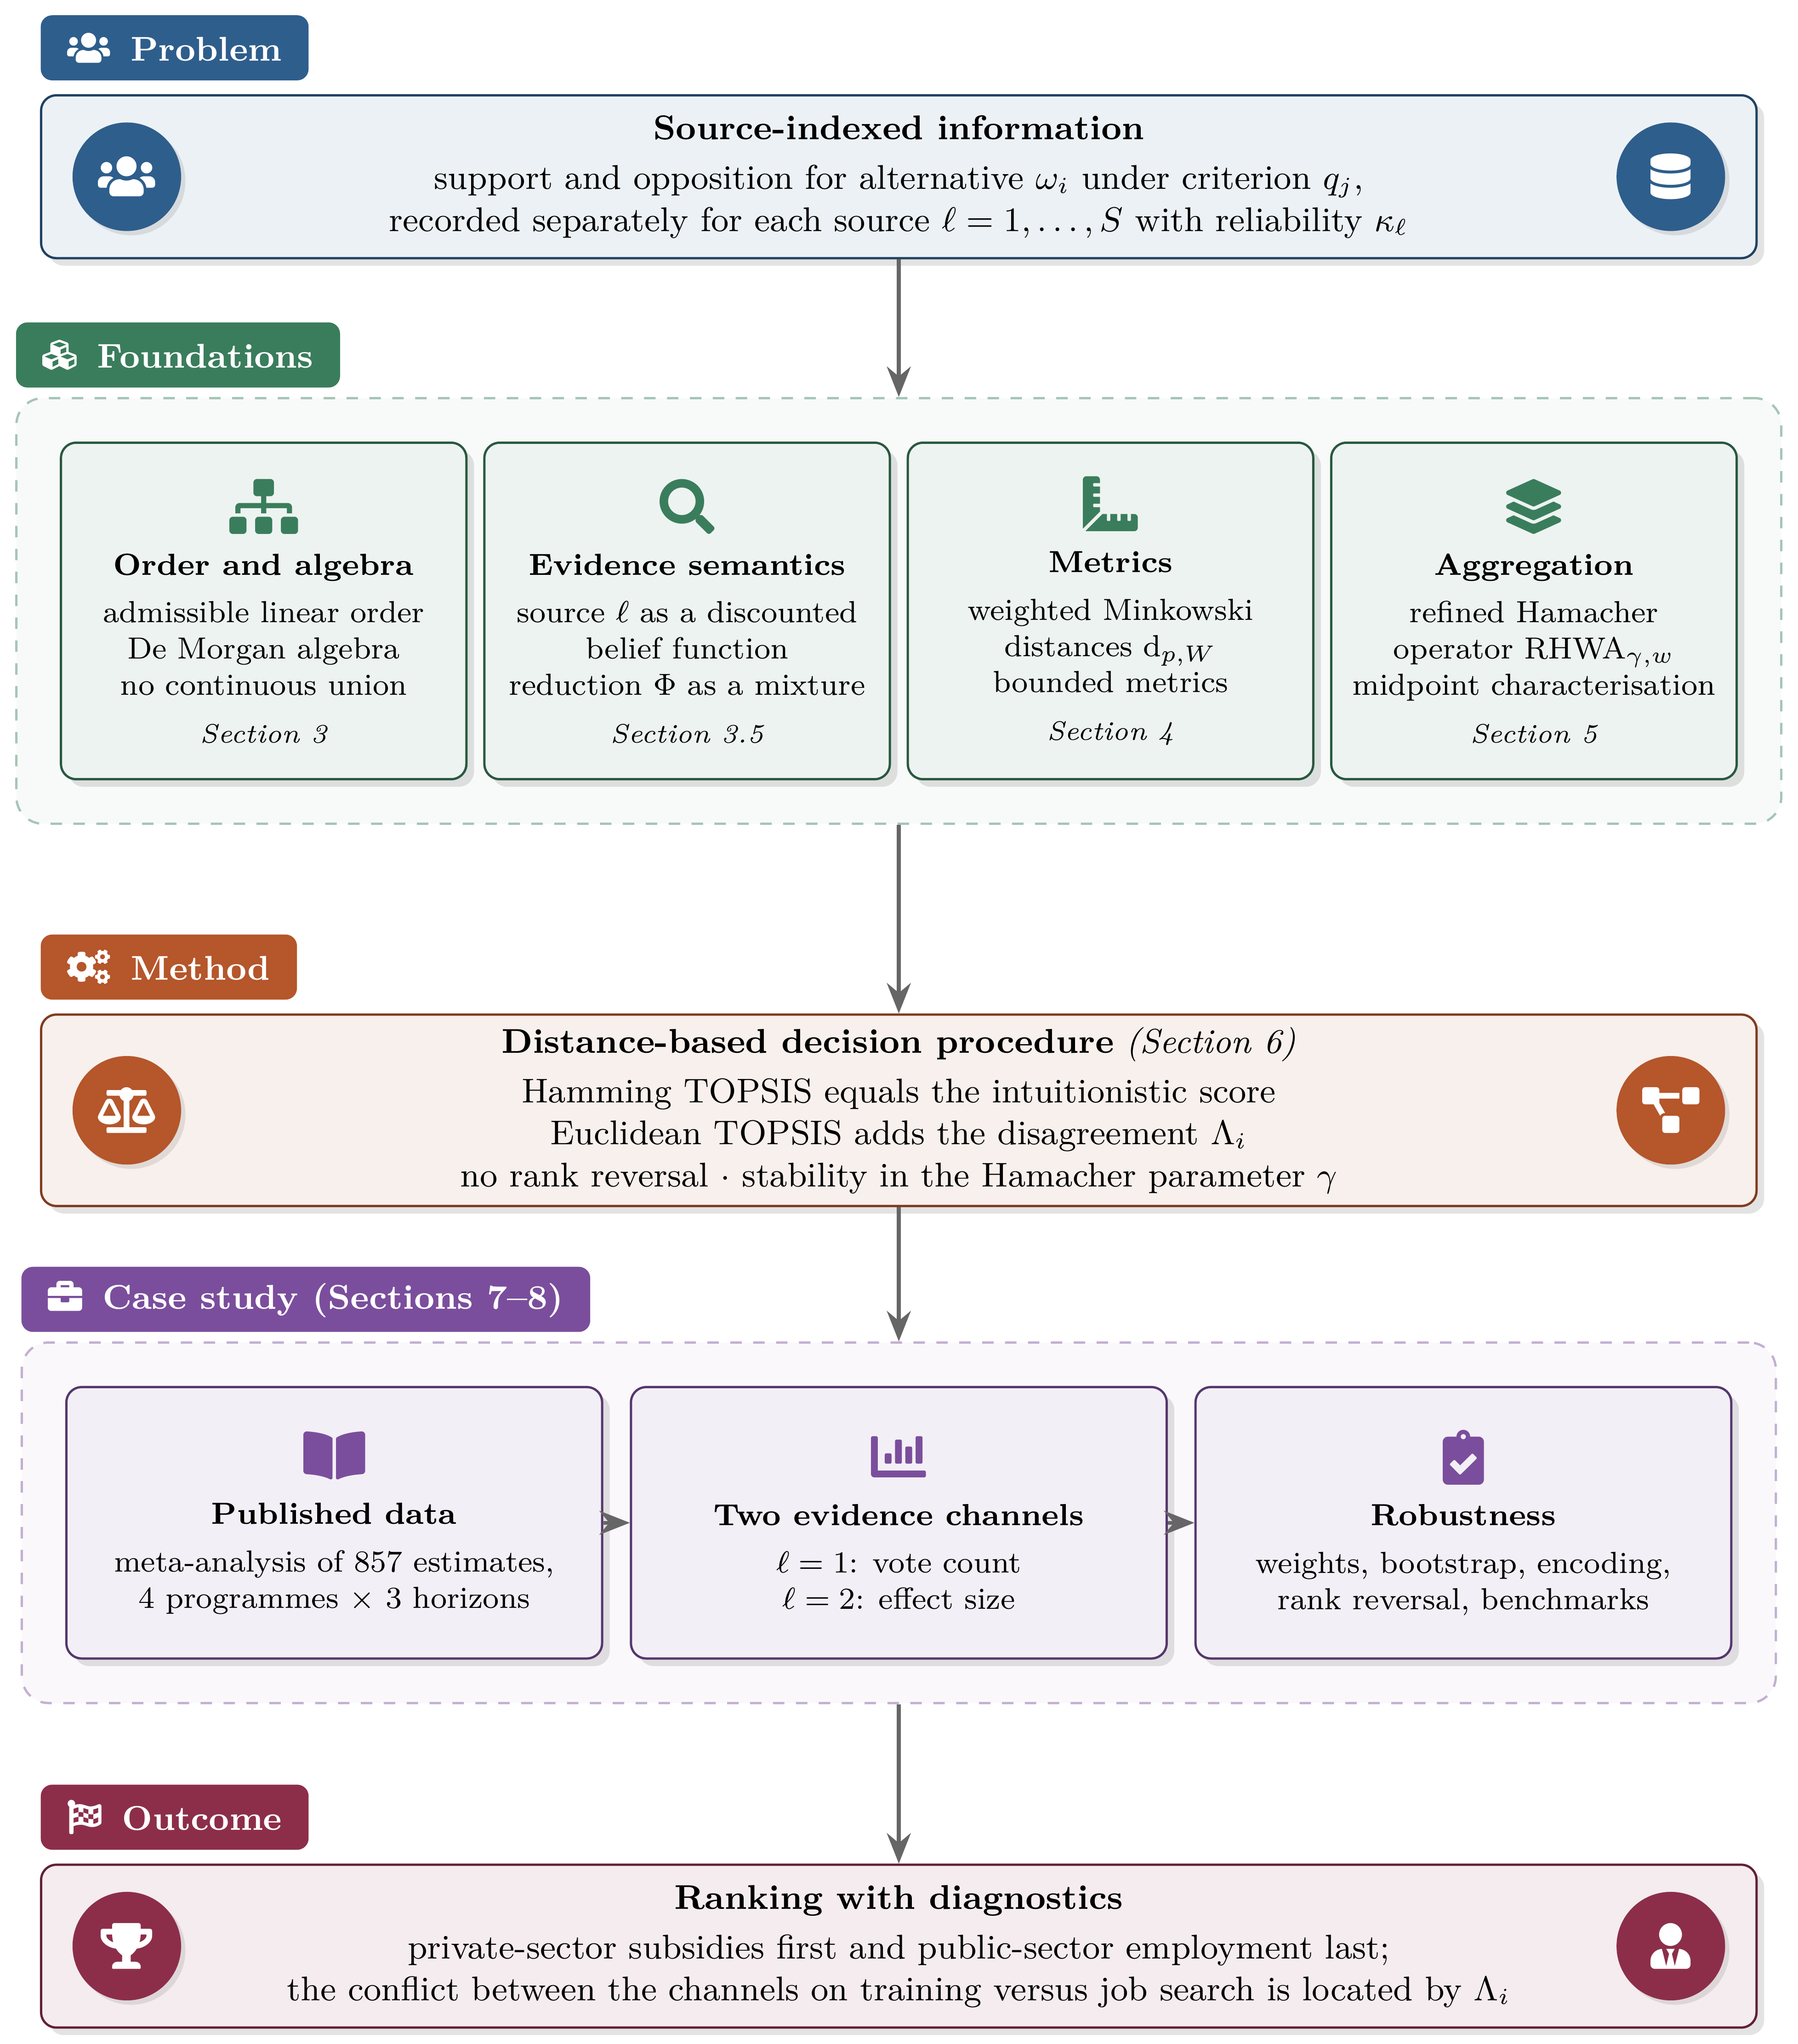 Problem
Source-indexed information
support and opposition for alternative ωᵢ under criterion qⱼ,
recorded separately for each source ℓ = 1, . . . , S with reliability κ_ℓ
Foundations
Order and algebra
admissible linear order
De Morgan algebra
no continuous union
Section 3
Evidence semantics
source ℓ as a discounted
belief function
reduction Φ as a mixture
Section 3.5
Metrics
weighted Minkowski
distances d_{p,W}
bounded metrics
Section 4
Aggregation
refined Hamacher
operator RHWA_{γ,w}
midpoint characterisation
Section 5
Method
Distance-based decision procedure (Section 6)
Hamming TOPSIS equals the intuitionistic score
Euclidean TOPSIS adds the disagreement Λᵢ
no rank reversal · stability in the Hamacher parameter γ
Case study (Sections 7–8)
Published data
meta-analysis of 857 estimates,
4 programmes × 3 horizons
Two evidence channels
ℓ = 1: vote count
ℓ = 2: effect size
Robustness
weights, bootstrap, encoding,
rank reversal, benchmarks
Outcome
Ranking with diagnostics
private-sector subsidies first and public-sector employment last;
the conflict between the channels on training versus job search is located by Λᵢ